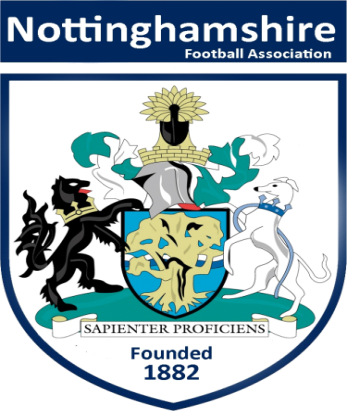 Nottinghamshire
Football Association
SAPIENTER PROFICIENS
Founded
1882